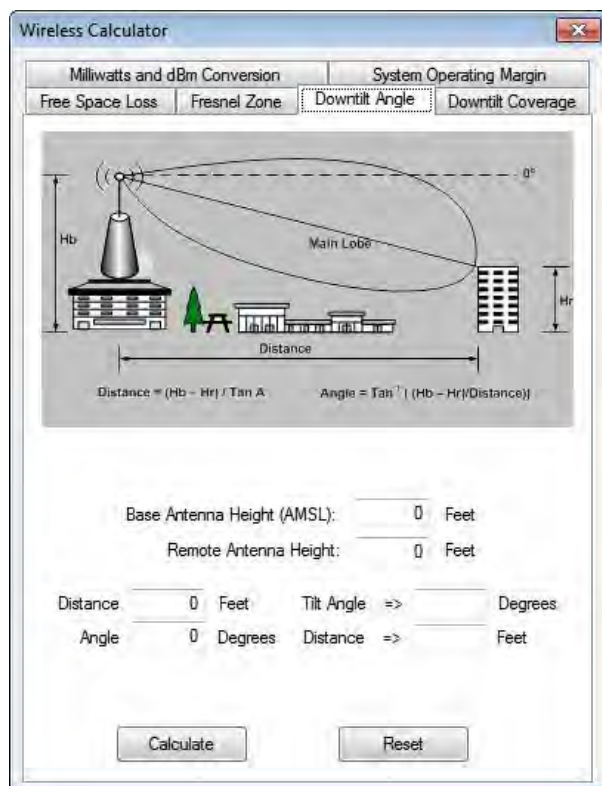 Wireless Calculator
Milliwatts and dBm Conversion
System Operating Margin
Free Space Loss
Fresnel Zone
Downtilt Angle
Downtilt Coverage
0°
Hb
Main Lobe
Hr
Distance
Distance = (Hb – Hr) / Tan A
Angle = Tan⁻¹ [ (Hb – Hr)/Distance)]
Base Antenna Height (AMSL): 0 Feet
Remote Antenna Height: 0 Feet
Distance 0 Feet Tilt Angle => Degrees
Angle 0 Degrees Distance => Feet
Calculate
Reset